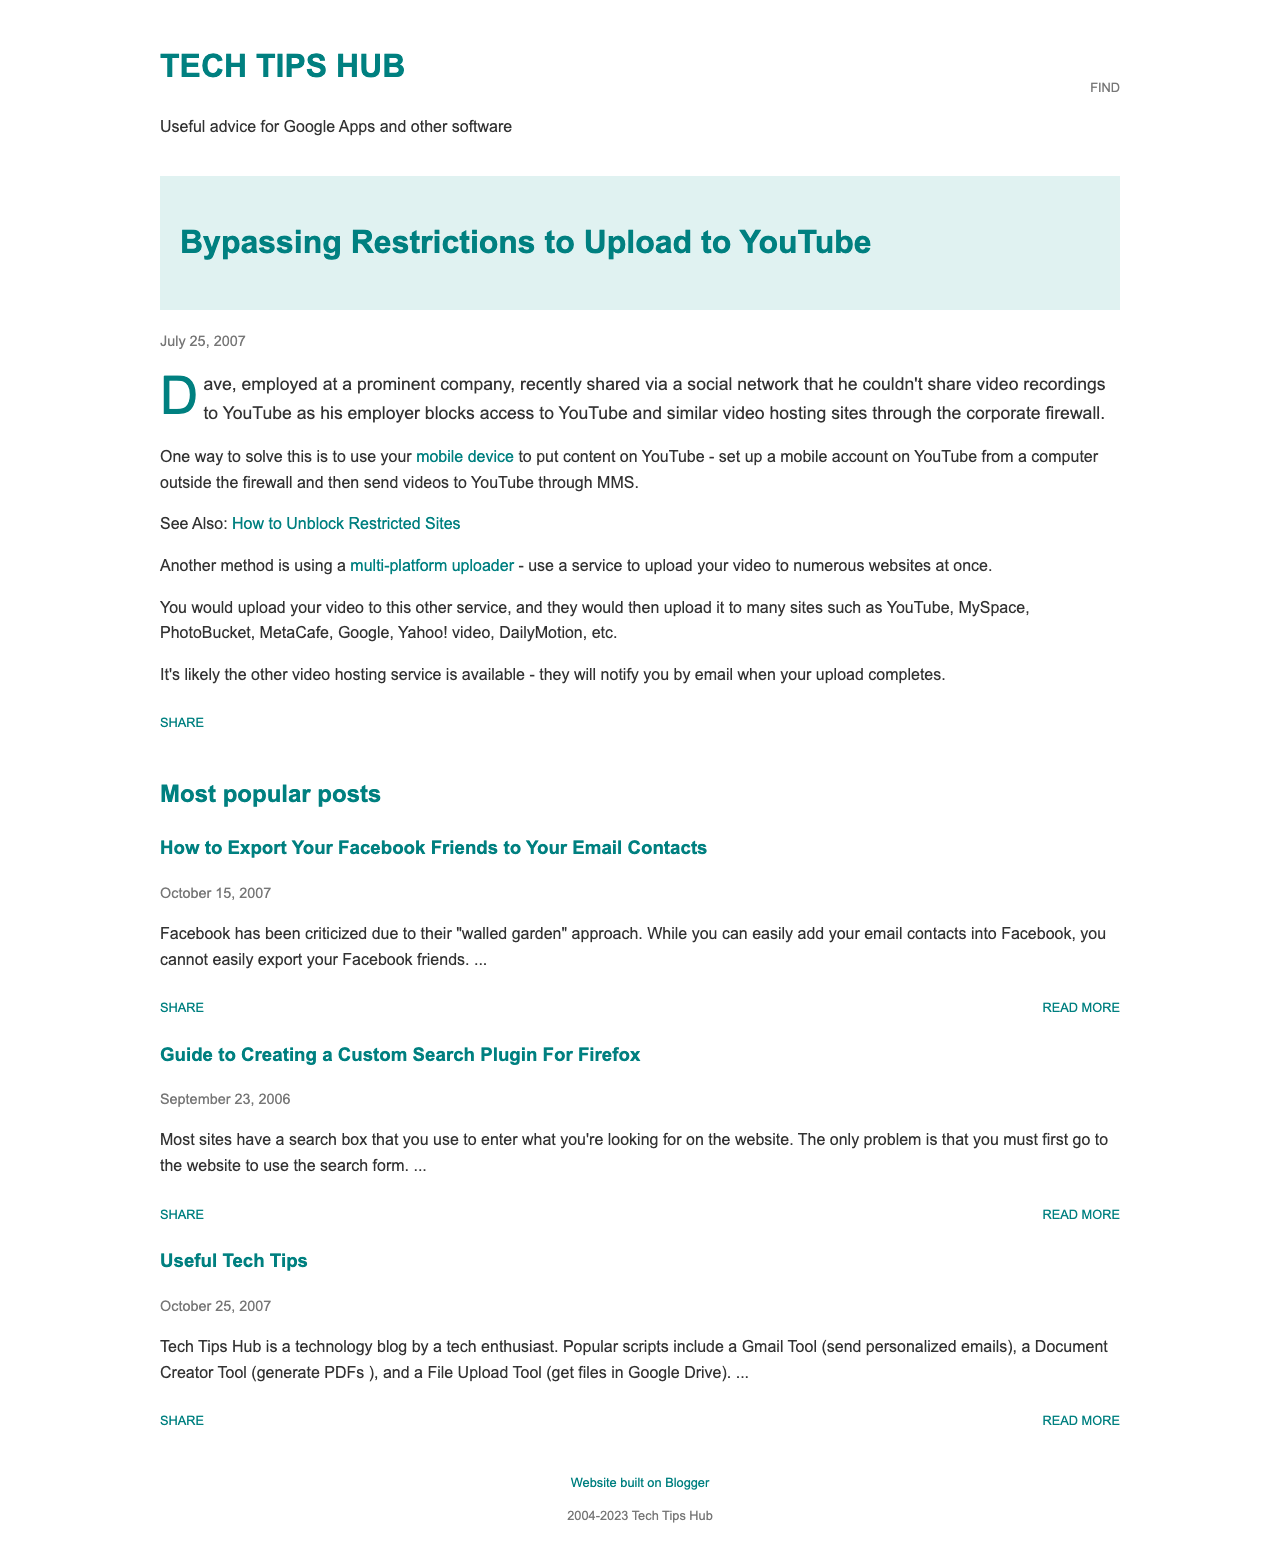 TECH TIPS HUB
FIND
Useful advice for Google Apps and other software
Bypassing Restrictions to Upload to YouTube
July 25, 2007
Dave, employed at a prominent company, recently shared via a social network that he couldn't share video recordings
to YouTube as his employer blocks access to YouTube and similar video hosting sites through the corporate firewall.
One way to solve this is to use your mobile device to put content on YouTube - set up a mobile account on YouTube from a computer
outside the firewall and then send videos to YouTube through MMS.
See Also: How to Unblock Restricted Sites
Another method is using a multi-platform uploader - use a service to upload your video to numerous websites at once.
You would upload your video to this other service, and they would then upload it to many sites such as YouTube, MySpace,
PhotoBucket, MetaCafe, Google, Yahoo! video, DailyMotion, etc.
It's likely the other video hosting service is available - they will notify you by email when your upload completes.
SHARE
Most popular posts
How to Export Your Facebook Friends to Your Email Contacts
October 15, 2007
Facebook has been criticized due to their "walled garden" approach. While you can easily add your email contacts into Facebook, you
cannot easily export your Facebook friends. ...
SHARE READ MORE
Guide to Creating a Custom Search Plugin For Firefox
September 23, 2006
Most sites have a search box that you use to enter what you're looking for on the website. The only problem is that you must first go to
the website to use the search form. ...
SHARE READ MORE
Useful Tech Tips
October 25, 2007
Tech Tips Hub is a technology blog by a tech enthusiast. Popular scripts include a Gmail Tool (send personalized emails), a Document
Creator Tool (generate PDFs ), and a File Upload Tool (get files in Google Drive). ...
SHARE READ MORE
Website built on Blogger
2004-2023 Tech Tips Hub